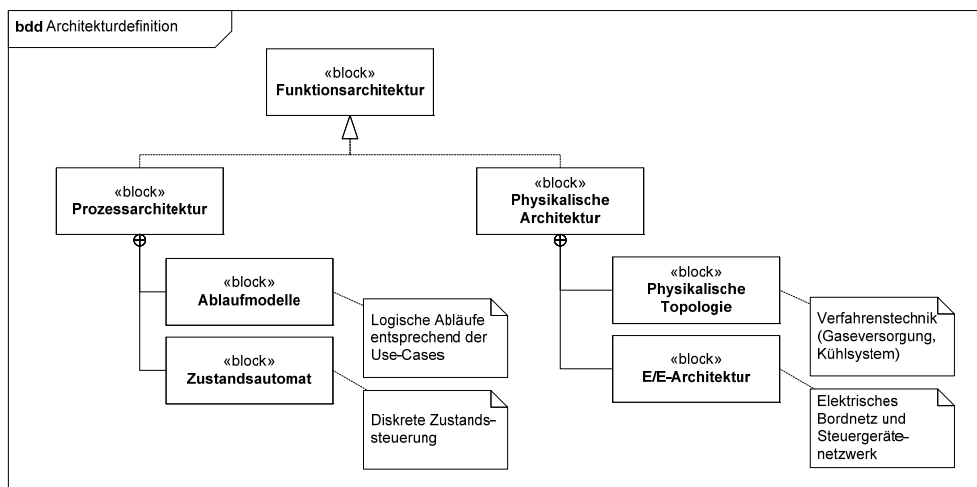 bdd Architekturdefinition
«block»
Funktionsarchitektur
«block»
Prozessarchitektur
«block»
Ablaufmodelle
Logische Abläufe
entsprechend der
Use-Cases
«block»
Zustandsautomat
Diskrete Zustands-
steuerung
«block»
Physikalische
Architektur
«block»
Physikalische
Topologie
Verfahrenstechnik
(Gaseversorgung,
Kühlsystem)
«block»
E/E-Architektur
Elektrisches
Bordnetz und
Steuergeräte-
netzwerk